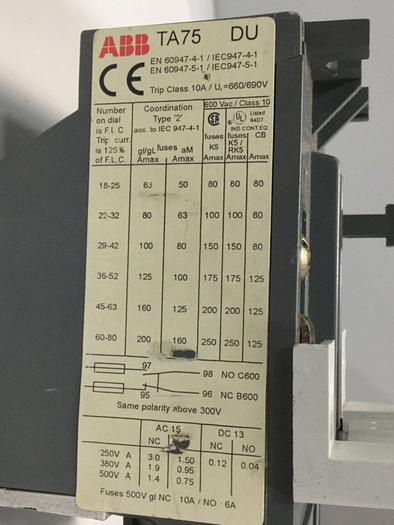 ABB TA75 DU
CE EN 60947-4-1 / IEC947-4-1
EN 60947-5-1 / IEC947-5-1
Trip Class 10A / Ui =660/690V
Number on dial is F.L.C Trip curr. is 125% of F.L.C.
Coordination Type '2' acc. to IEC 947-4-1
600 Vac / Class 10
gl/gL fuses aM
Amax Amax
SA fuses K5 Amax
UL Listed 94D7
IND.CONT.EQ.
fuses K5 / RK5 Vmax
CB Amax
18-25 63 50 80 80 80
22-32 80 63 100 100 80
29-42 100 80 150 150 80
36-52 125 100 175 175 125
45-63 160 125 200 200 125
60-80 200 160 250 250 125
97 98 NO C600
95 96 NC B600
Same polarity above 300V
AC 15 DC 13
NC NO NC NO
250V A 3.0 1.50 0.12 0.04
380V A 1.9 0.95
500V A 1.4 0.75
Fuses 500V gl NC 10A / NO 6A